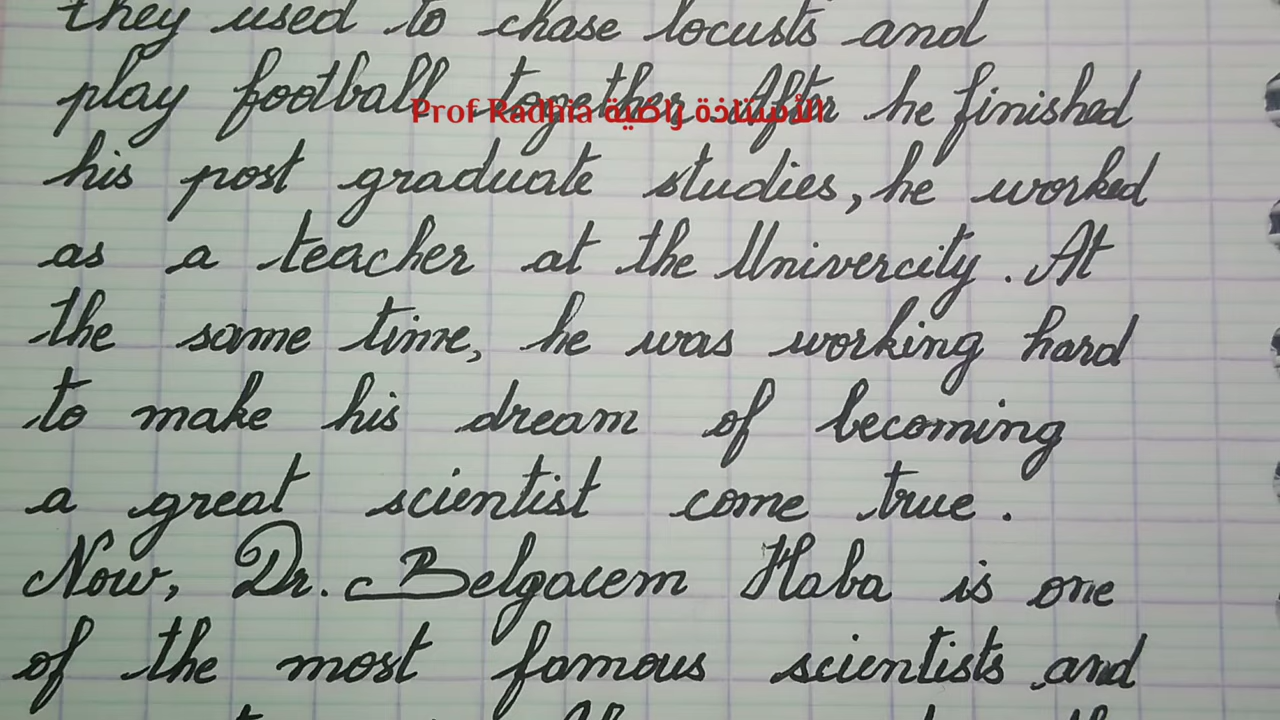 they used to chase locusts and
play football together. After he finished
Prof Radhia الأستاذة راضية
his post graduate studies, he worked
as a teacher at the Univercity. At
the same time, he was working hard
to make his dream of becoming
a great scientist come true.
Now, Dr. Belgacem Haba is one
of the most famous scientists and